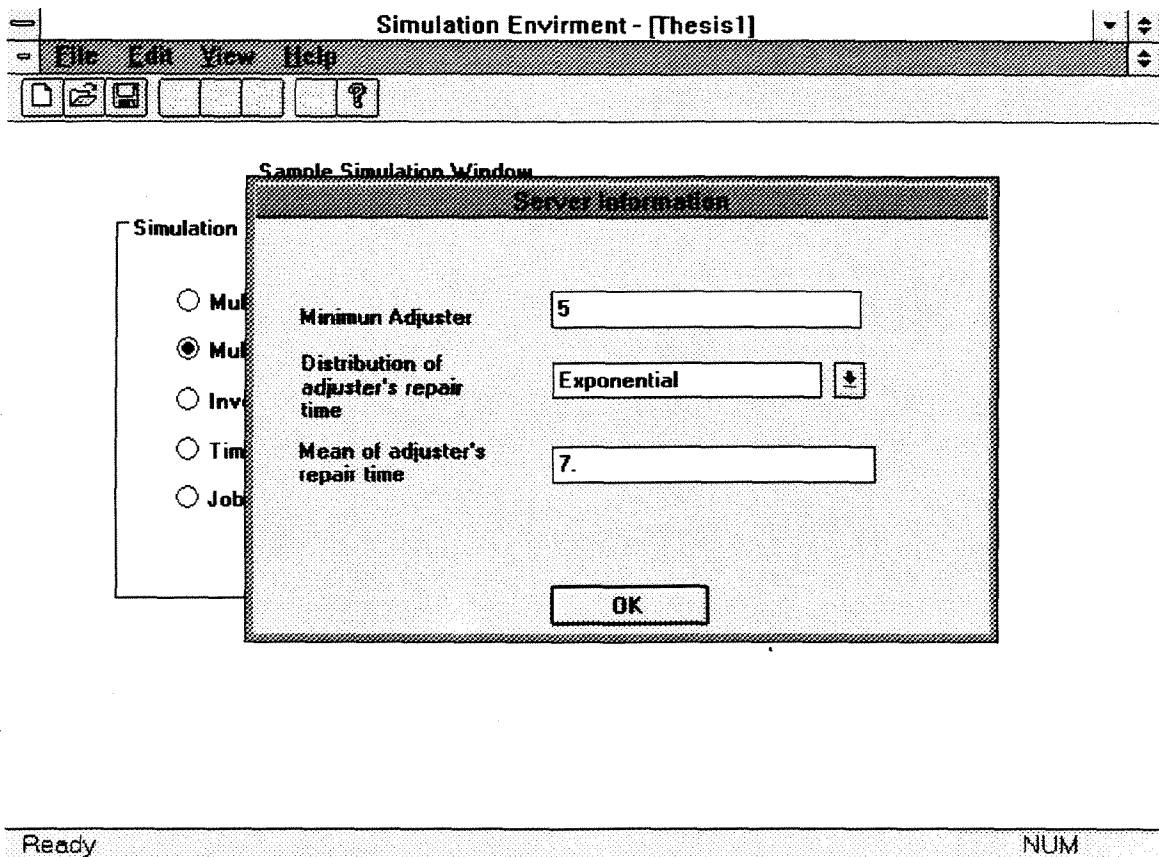 Simulation Envirment - [Thesis1]
File Edit View Help
Sample Simulation Window
Server Information
Simulation
Mul
Mul
Inve
Tim
Job
Minimun Adjuster
5
Distribution of
adjuster's repair
time
Exponential
Mean of adjuster's
repair time
7.
OK
Ready NUM